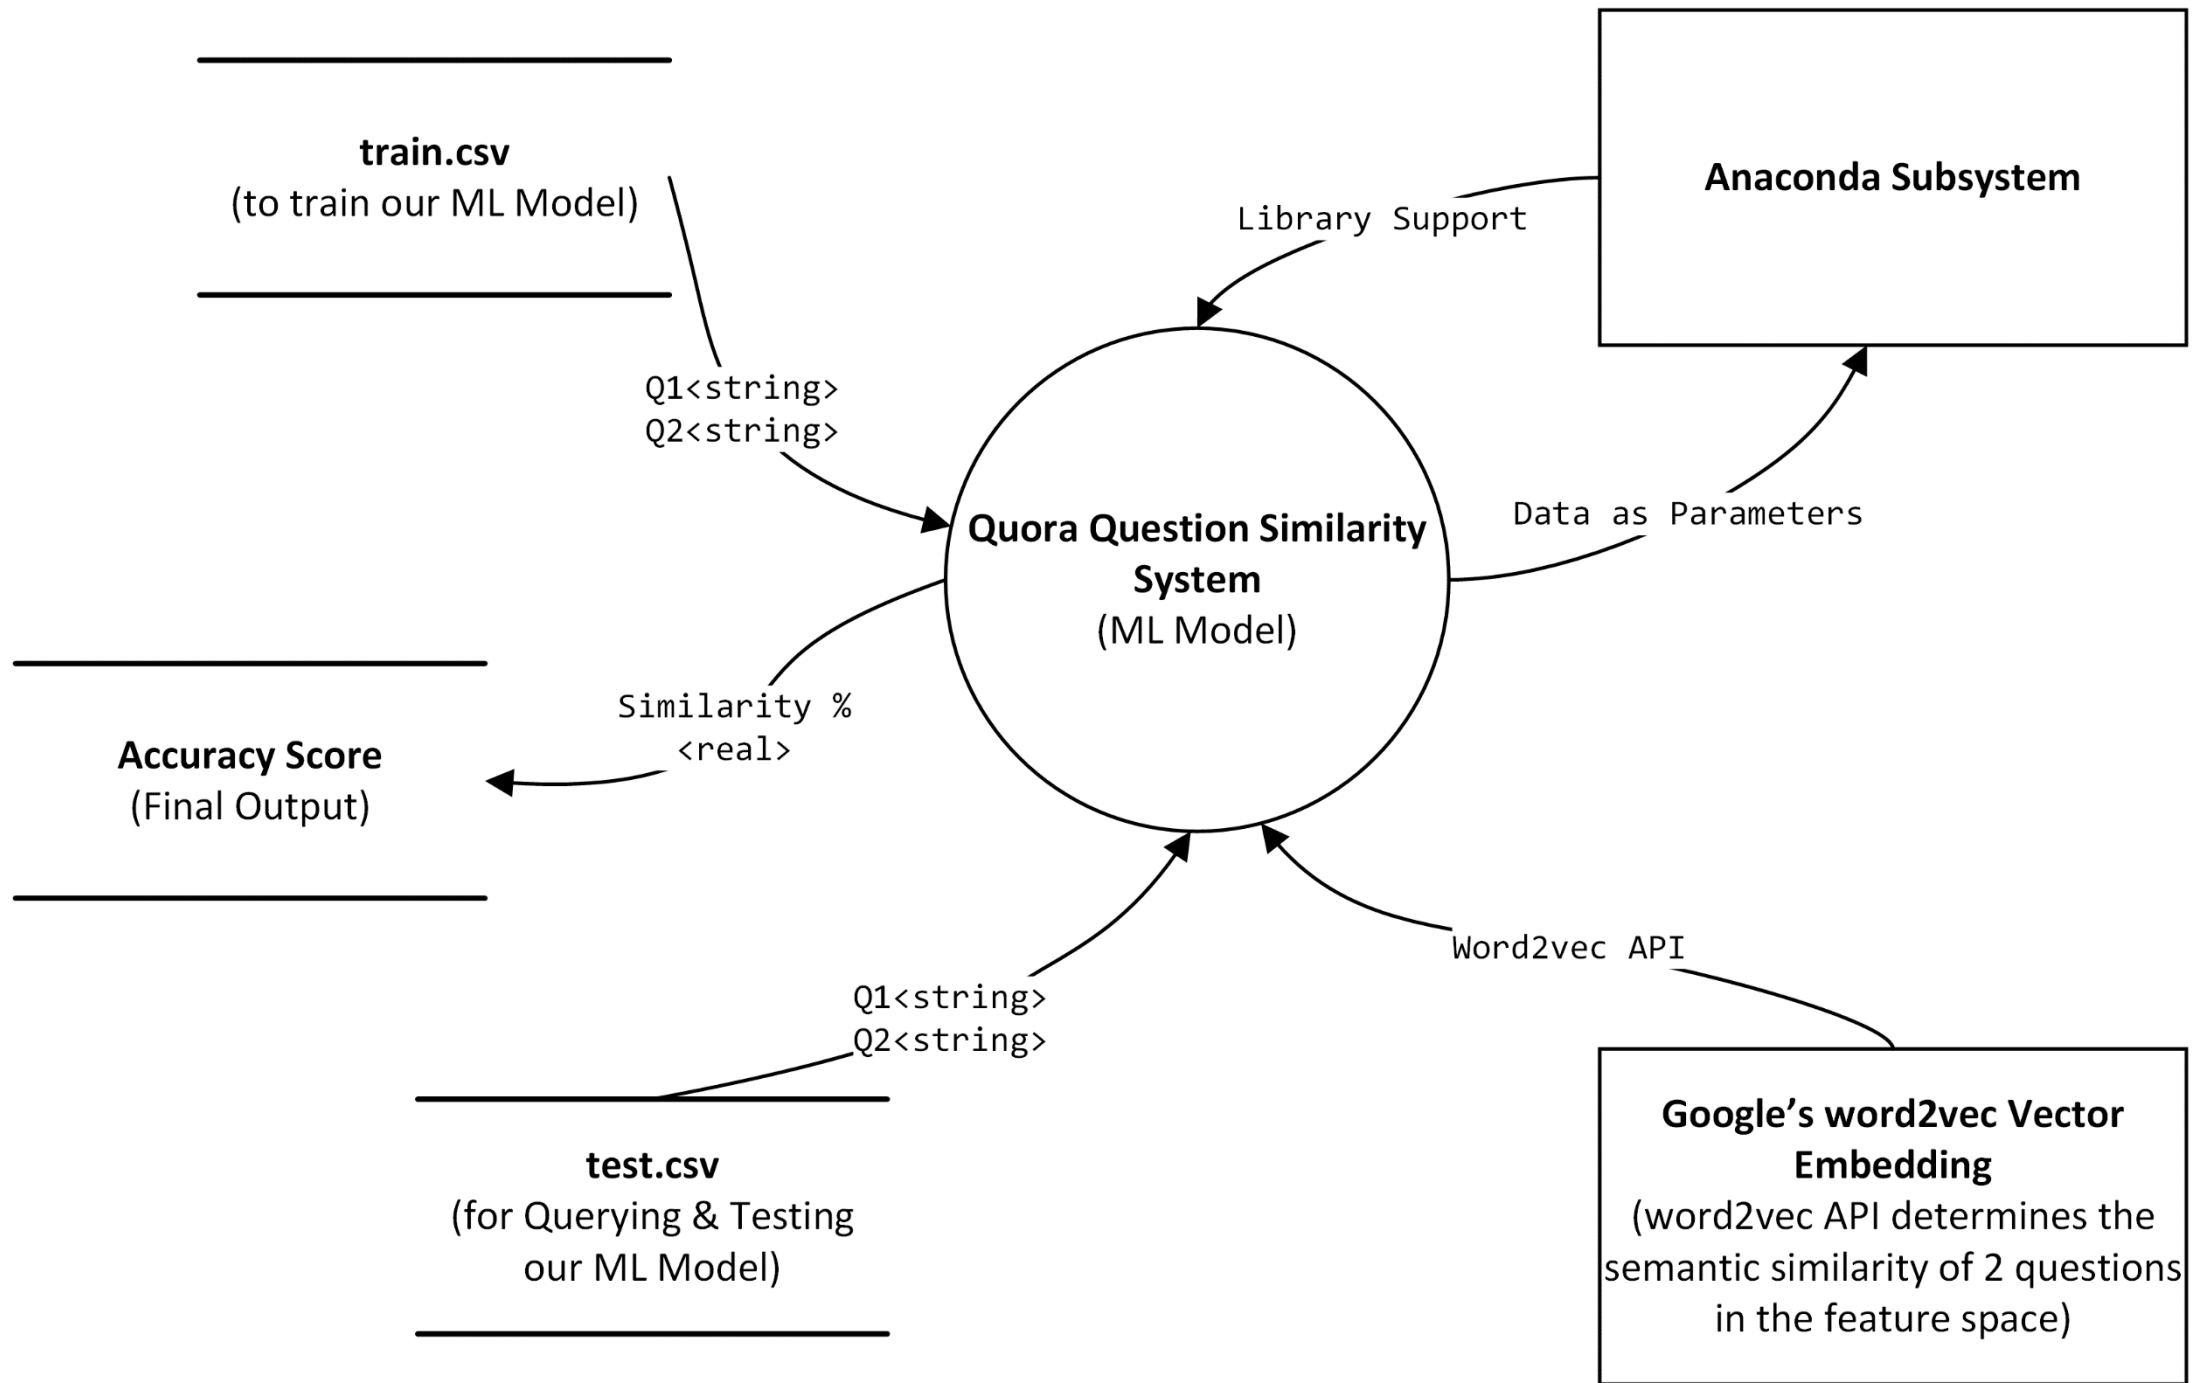 train.csv
(to train our ML Model)
Anaconda Subsystem
Library Support
Q1<string>
Q2<string>
Quora Question Similarity
System
(ML Model)
Data as Parameters
Similarity %
<real>
Accuracy Score
(Final Output)
Word2vec API
Q1<string>
Q2<string>
test.csv
(for Querying & Testing
our ML Model)
Google’s word2vec Vector
Embedding
(word2vec API determines the
semantic similarity of 2 questions
in the feature space)